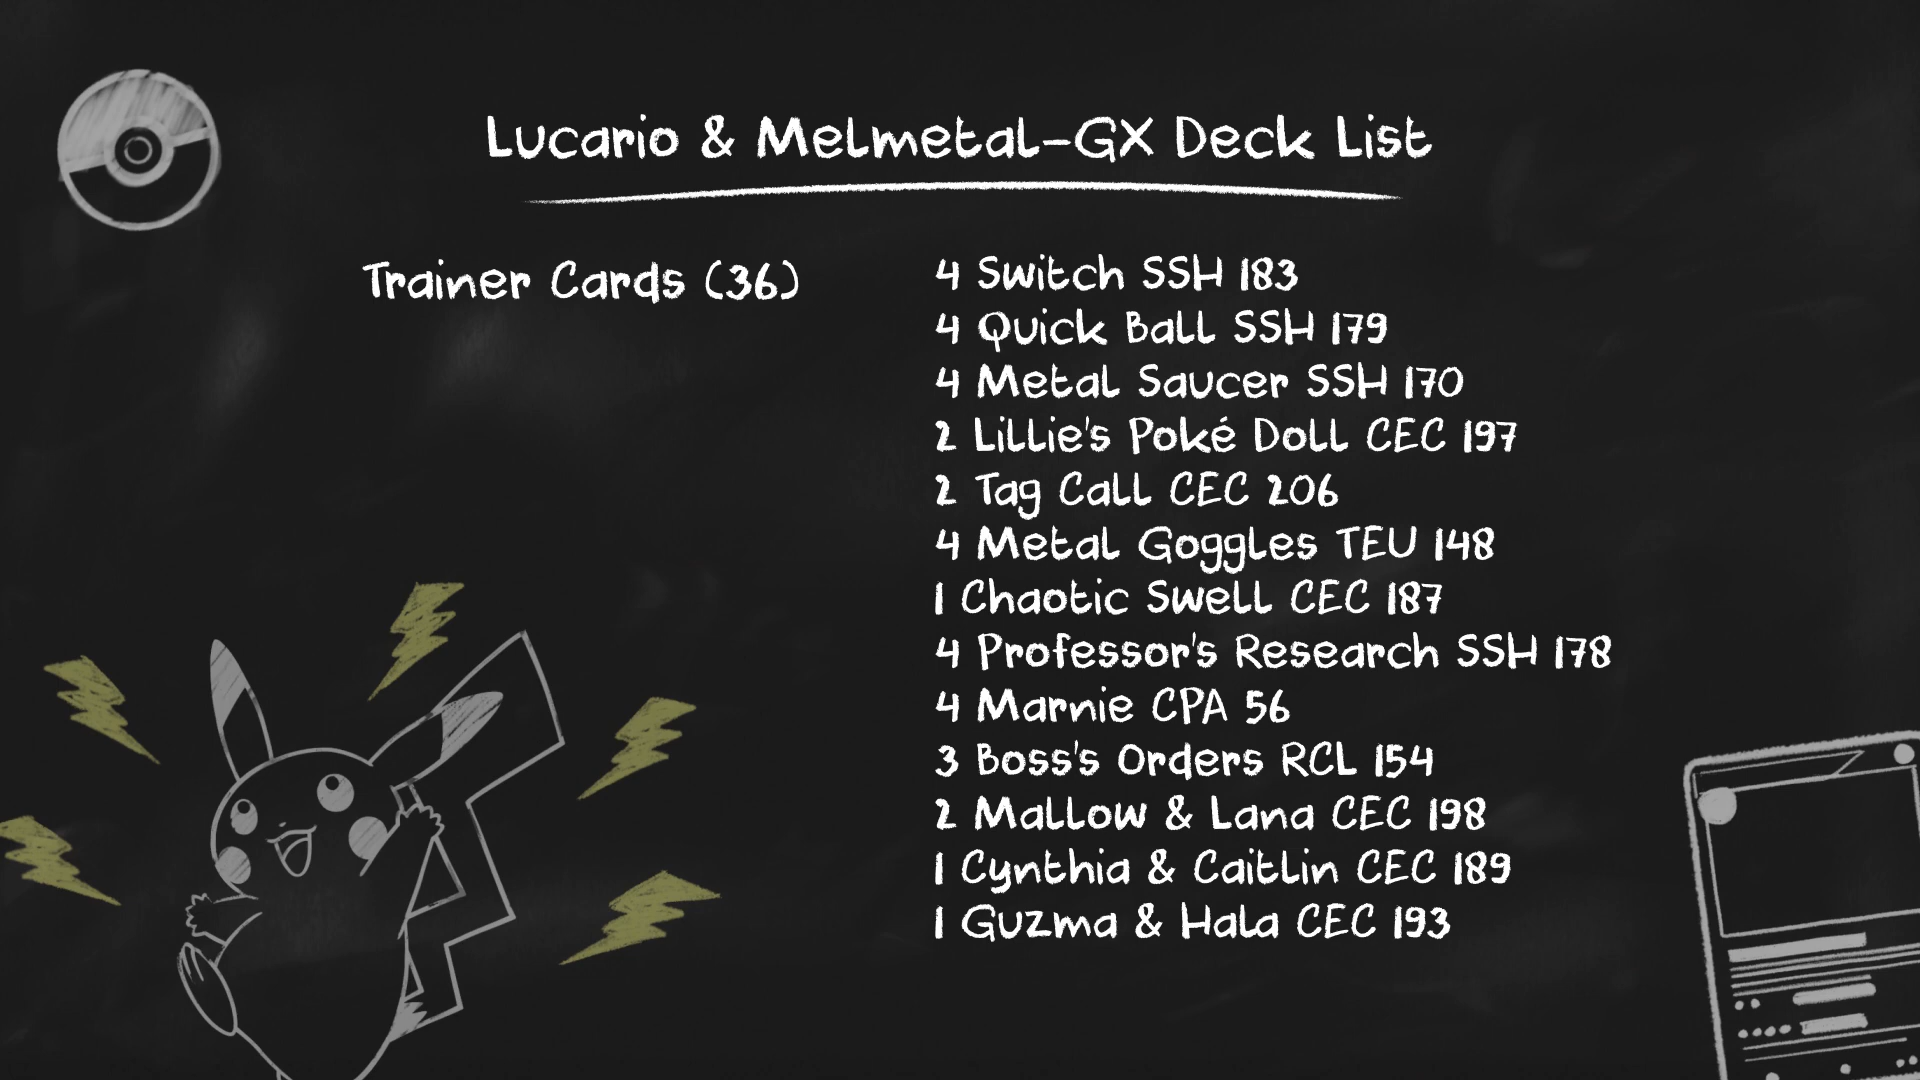 Lucario & Melmetal-GX Deck List
Trainer Cards (36)
4 Switch SSH 183
4 Quick Ball SSH 179
4 Metal Saucer SSH 170
2 Lillie's Poké Doll CEC 197
2 Tag Call CEC 206
4 Metal Goggles TEU 148
1 Chaotic Swell CEC 187
4 Professor's Research SSH 178
4 Marnie CPA 56
3 Boss's Orders RCL 154
2 Mallow & Lana CEC 198
1 Cynthia & Caitlin CEC 189
1 Guzma & Hala CEC 193